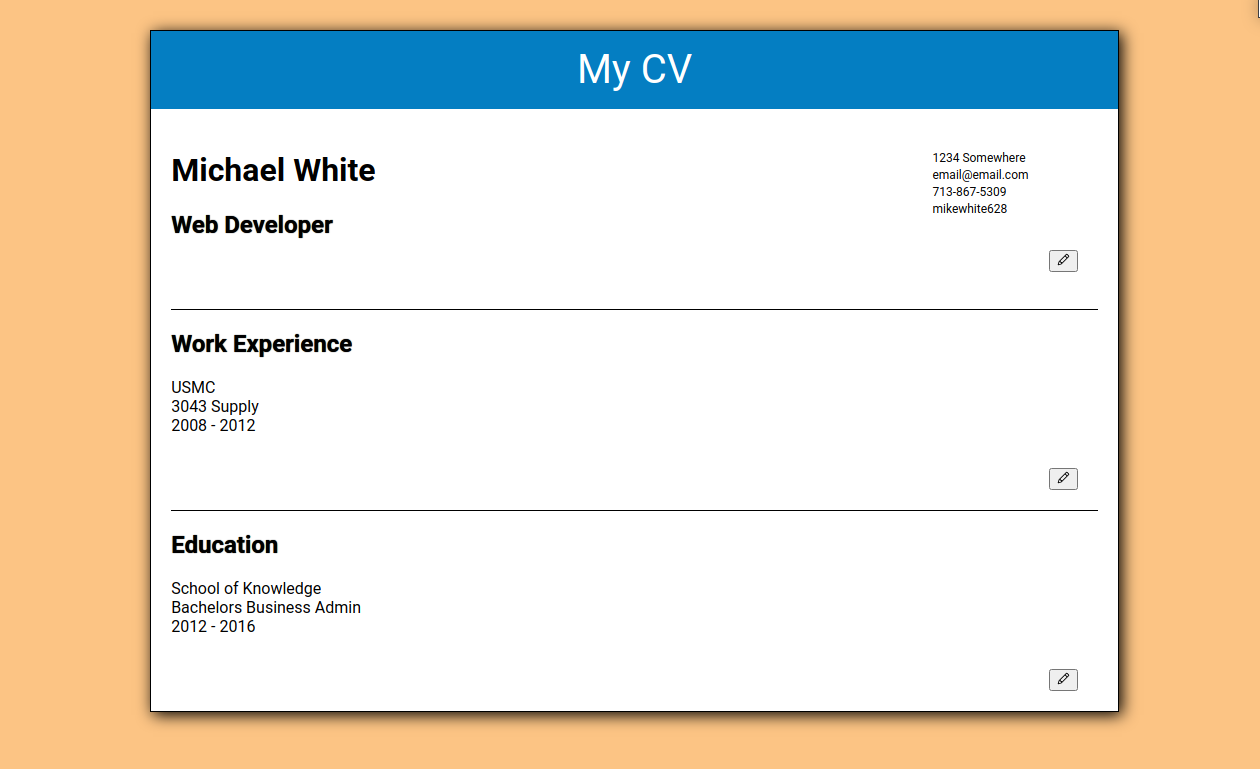 My CV
Michael White
Web Developer
1234 Somewhere
email@email.com
713-867-5309
mikewhite628
Work Experience
USMC
3043 Supply
2008 - 2012
Education
School of Knowledge
Bachelors Business Admin
2012 - 2016